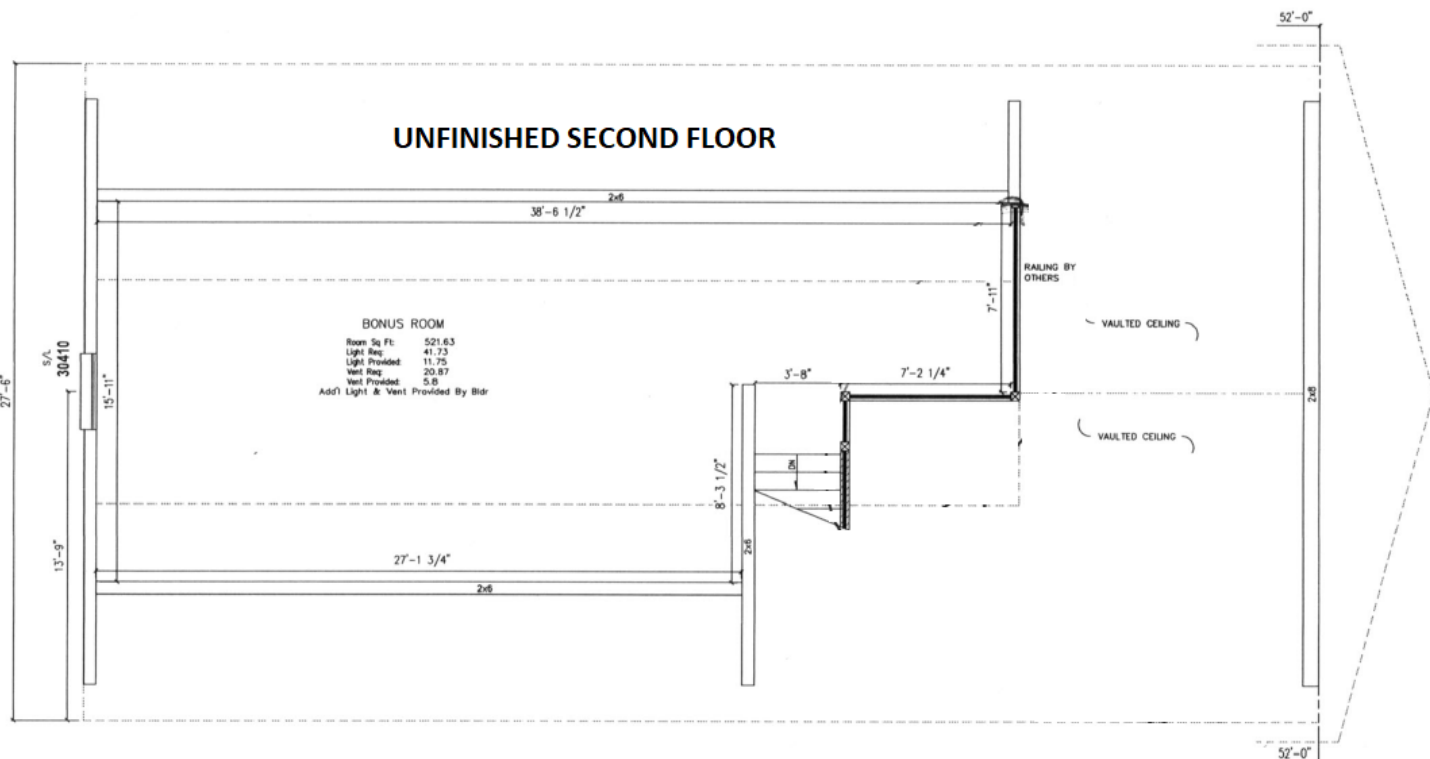 52'-0"
UNFINISHED SECOND FLOOR
2x6
38'-6 1/2"
RAILING BY
OTHERS
7'-11"
BONUS ROOM
Room Sq Ft: 521.63
Light Req: 41.73
Light Provided: 11.75
Vent Req: 20.87
Vent Provided: 5.8
Add'l Light & Vent Provided By Bldr
VAULTED CEILING
S/L
30410
27'-6"
15'-11"
3'-8"
7'-2 1/4"
2x8
VAULTED CEILING
DN
8'-3 1/2"
13'-9"
27'-1 3/4"
2x6
2x6
52'-0"